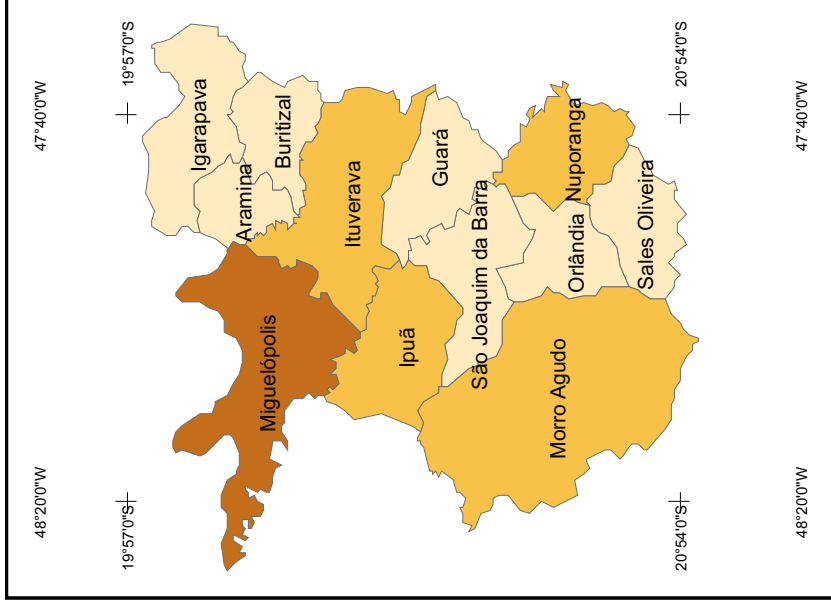 48°20'0"W
47°40'0"W
19°57'0"S
19°57'0"S
Igarapava
Aramina
Miguelópolis
Buritizal
Ituverava
Ipuã
Guará
São Joaquim da Barra
Morro Agudo
Nuporanga
Orlândia
Sales Oliveira
20°54'0"S
20°54'0"S
48°20'0"W
47°40'0"W